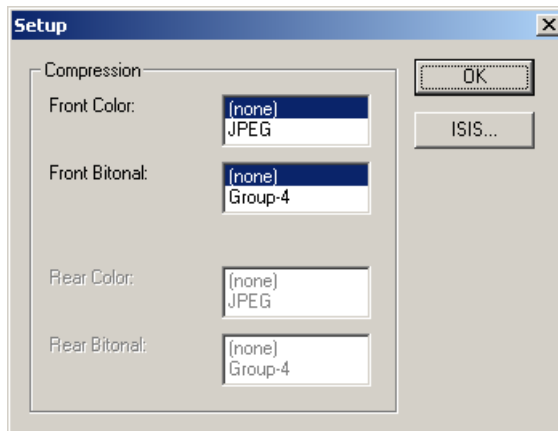 Setup
Compression
OK
Front Color:
(none)
JPEG
ISIS...
Front Bitonal:
(none)
Group-4
Rear Color:
(none)
JPEG
Rear Bitonal:
(none)
Group-4